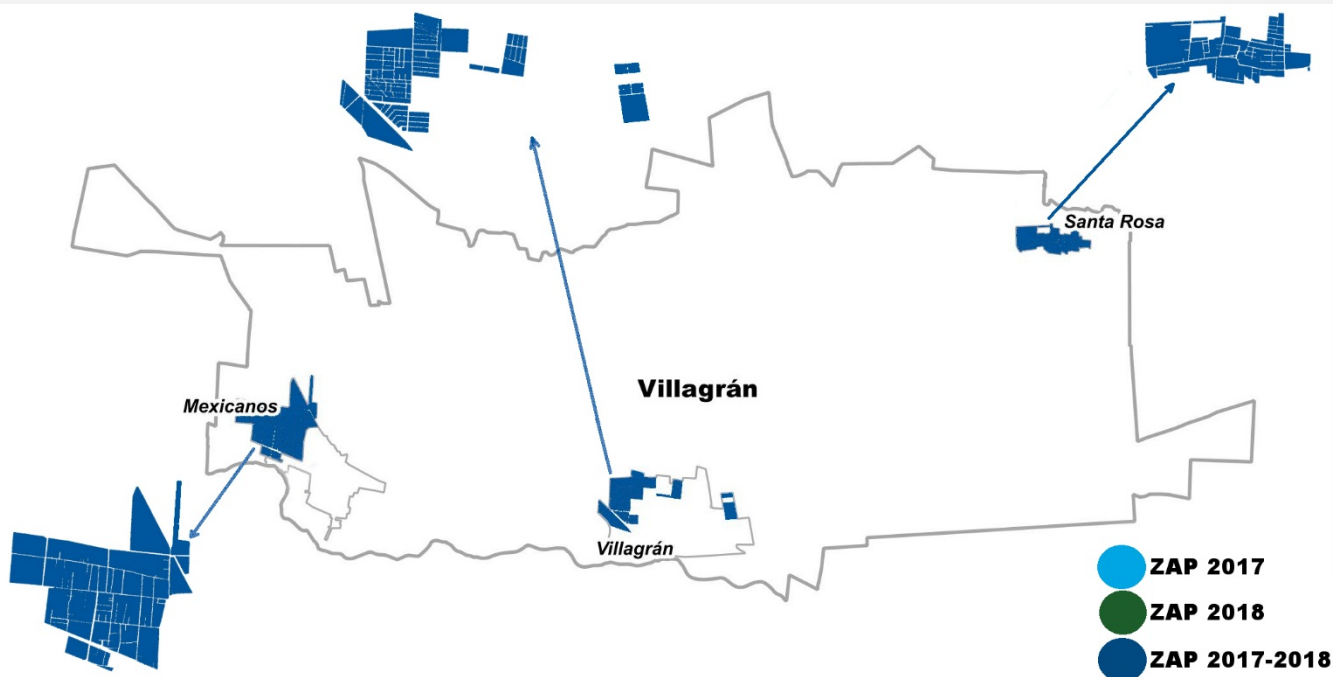 Santa Rosa
Villagrán
Mexicanos
Villagrán
ZAP 2017
ZAP 2018
ZAP 2017-2018